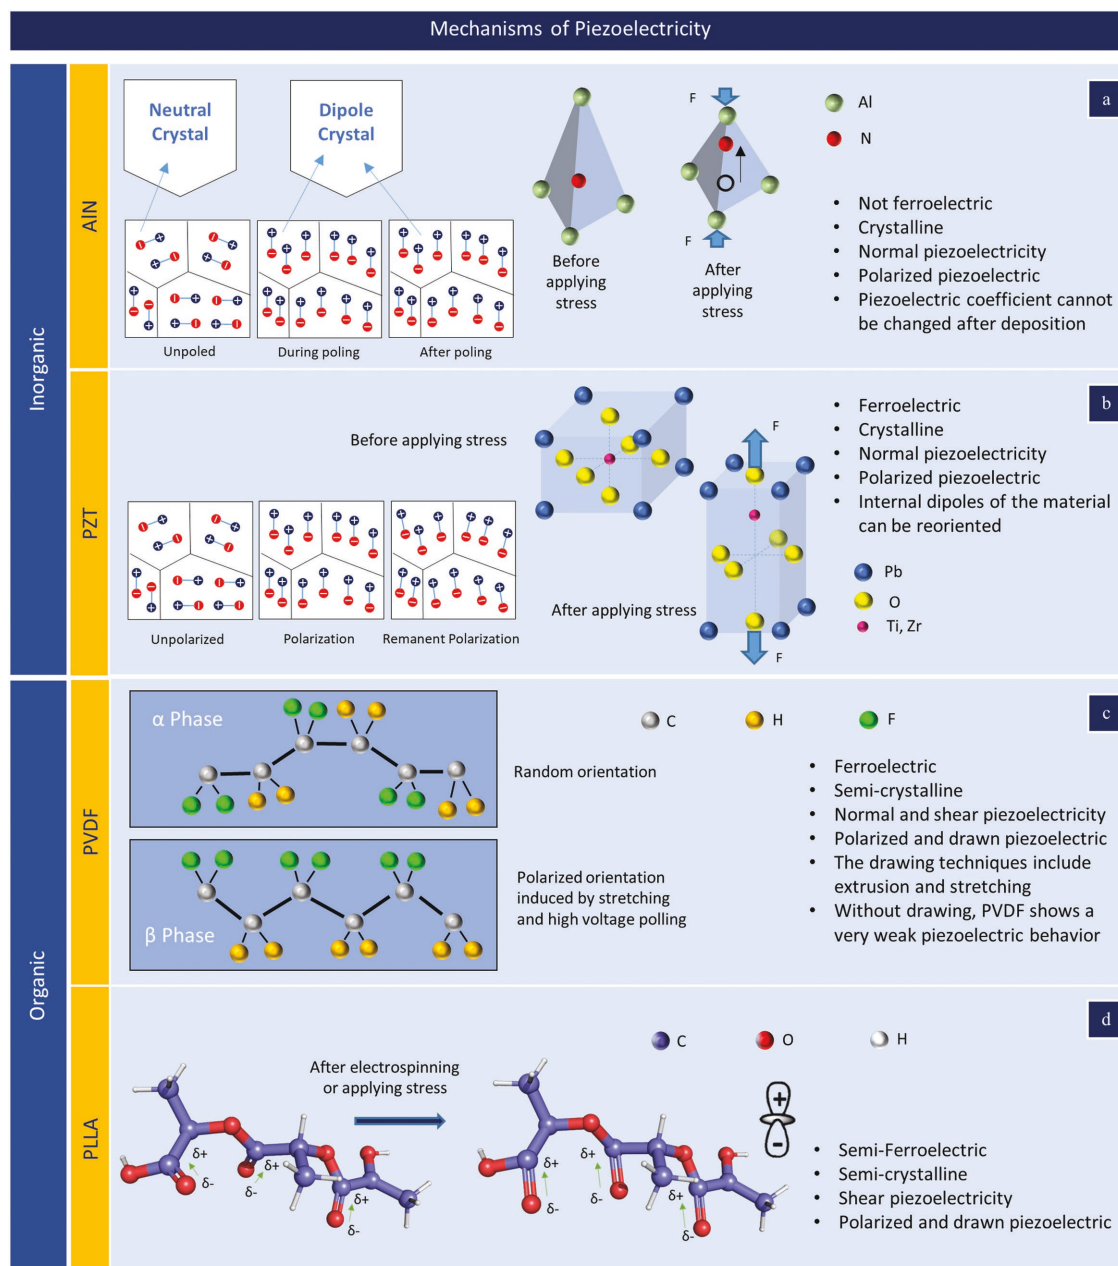 Mechanisms of Piezoelectricity
Inorganic
AlN
a
Neutral
Crystal
Dipole
Crystal
Unpoled
During poling
After poling
Before
applying
stress
F
F
After
applying
stress
Al
N
• Not ferroelectric
• Crystalline
• Normal piezoelectricity
• Polarized piezoelectric
• Piezoelectric coefficient cannot
be changed after deposition
PZT
b
Before applying stress
Unpolarized
Polarization
Remanent Polarization
After applying stress
F
F
• Ferroelectric
• Crystalline
• Normal piezoelectricity
• Polarized piezoelectric
• Internal dipoles of the material
can be reoriented
Pb
O
Ti, Zr
Organic
PVDF
c
α Phase
Random orientation
β Phase
Polarized orientation
induced by stretching
and high voltage polling
C
H
F
• Ferroelectric
• Semi-crystalline
• Normal and shear piezoelectricity
• Polarized and drawn piezoelectric
• The drawing techniques include
extrusion and stretching
• Without drawing, PVDF shows a
very weak piezoelectric behavior
PLLA
d
C
O
H
After electrospinning
or applying stress
δ+
δ-
δ+
δ-
δ+
δ-
δ+
δ-
δ+
δ-
δ+
δ-
+
-
• Semi-Ferroelectric
• Semi-crystalline
• Shear piezoelectricity
• Polarized and drawn piezoelectric